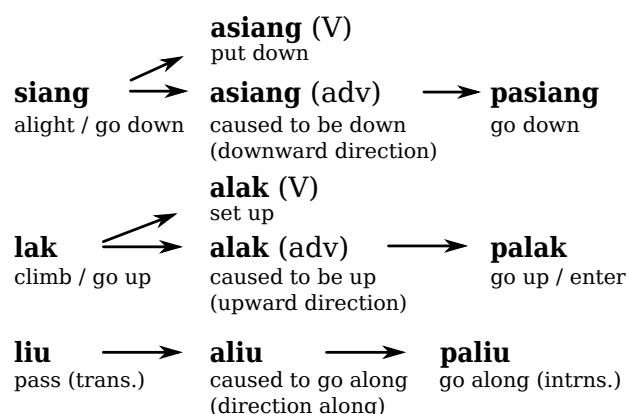 asiang (V)
put down
siang asiang (adv) pasiang
alight / go down caused to be down go down
(downward direction)
alak (V)
set up
lak alak (adv) palak
climb / go up caused to be up go up / enter
(upward direction)
liu aliu paliu
pass (trans.) caused to go along go along (intrns.)
(direction along)